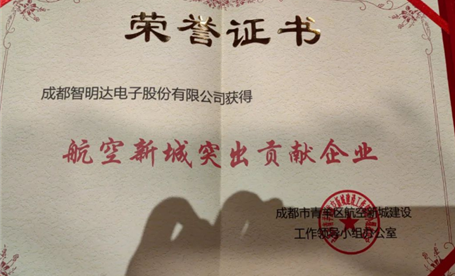 荣誉证书
成都智明达电子股份有限公司获得
航空新城突出贡献企业
成都市青羊区航空新城建设
工作领导小组办公室